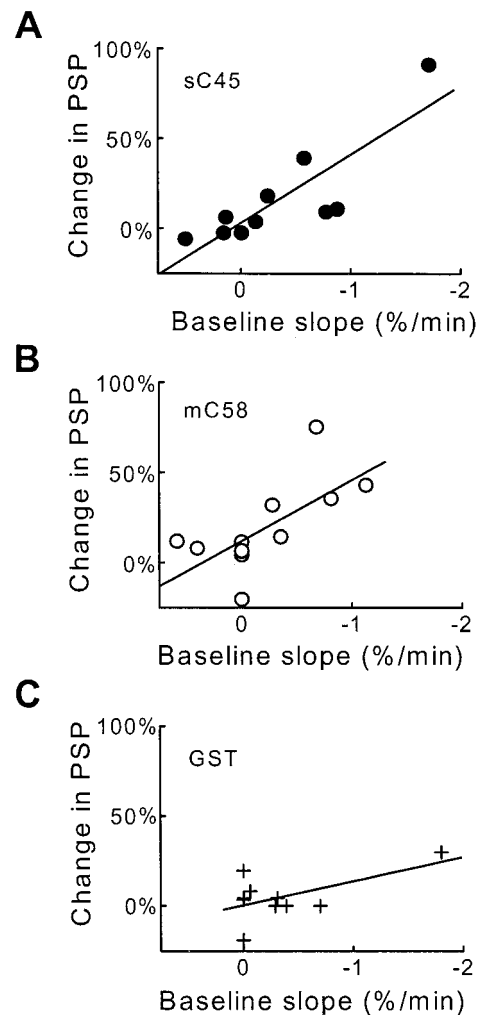 A
Change in PSP
100%
50%
0%
sC45
0 -1 -2
Baseline slope (%/min)
B
Change in PSP
100%
50%
0%
mC58
0 -1 -2
Baseline slope (%/min)
C
Change in PSP
100%
50%
0%
GST
0 -1 -2
Baseline slope (%/min)